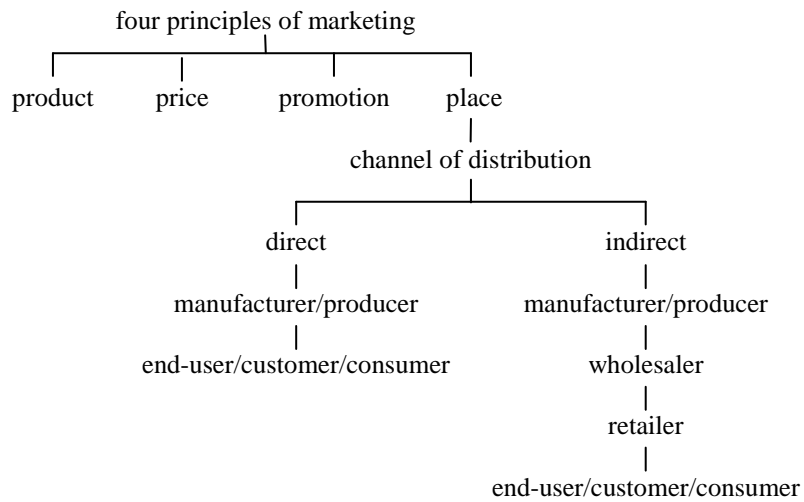 four principles of marketing
product price promotion place
channel of distribution
direct indirect
manufacturer/producer manufacturer/producer
end-user/customer/consumer wholesaler
retailer
end-user/customer/consumer